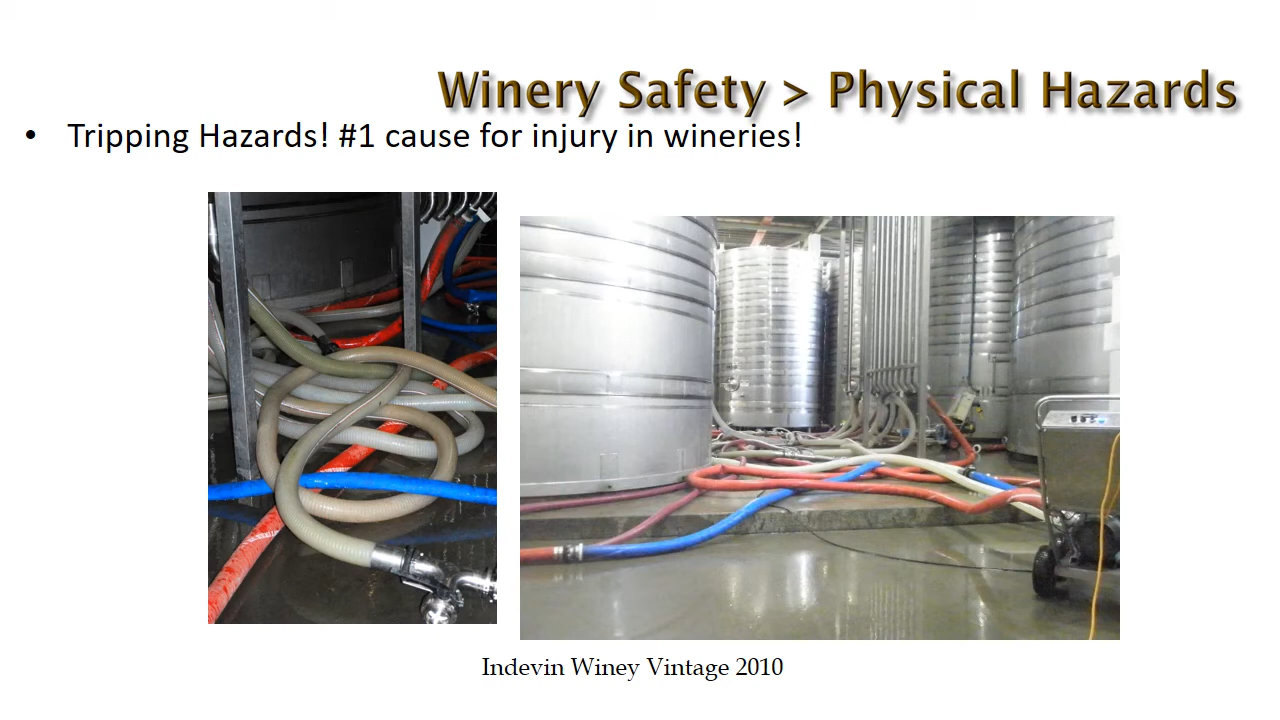 Winery Safety > Physical Hazards
• Tripping Hazards! #1 cause for injury in wineries!
Indevin Winey Vintage 2010